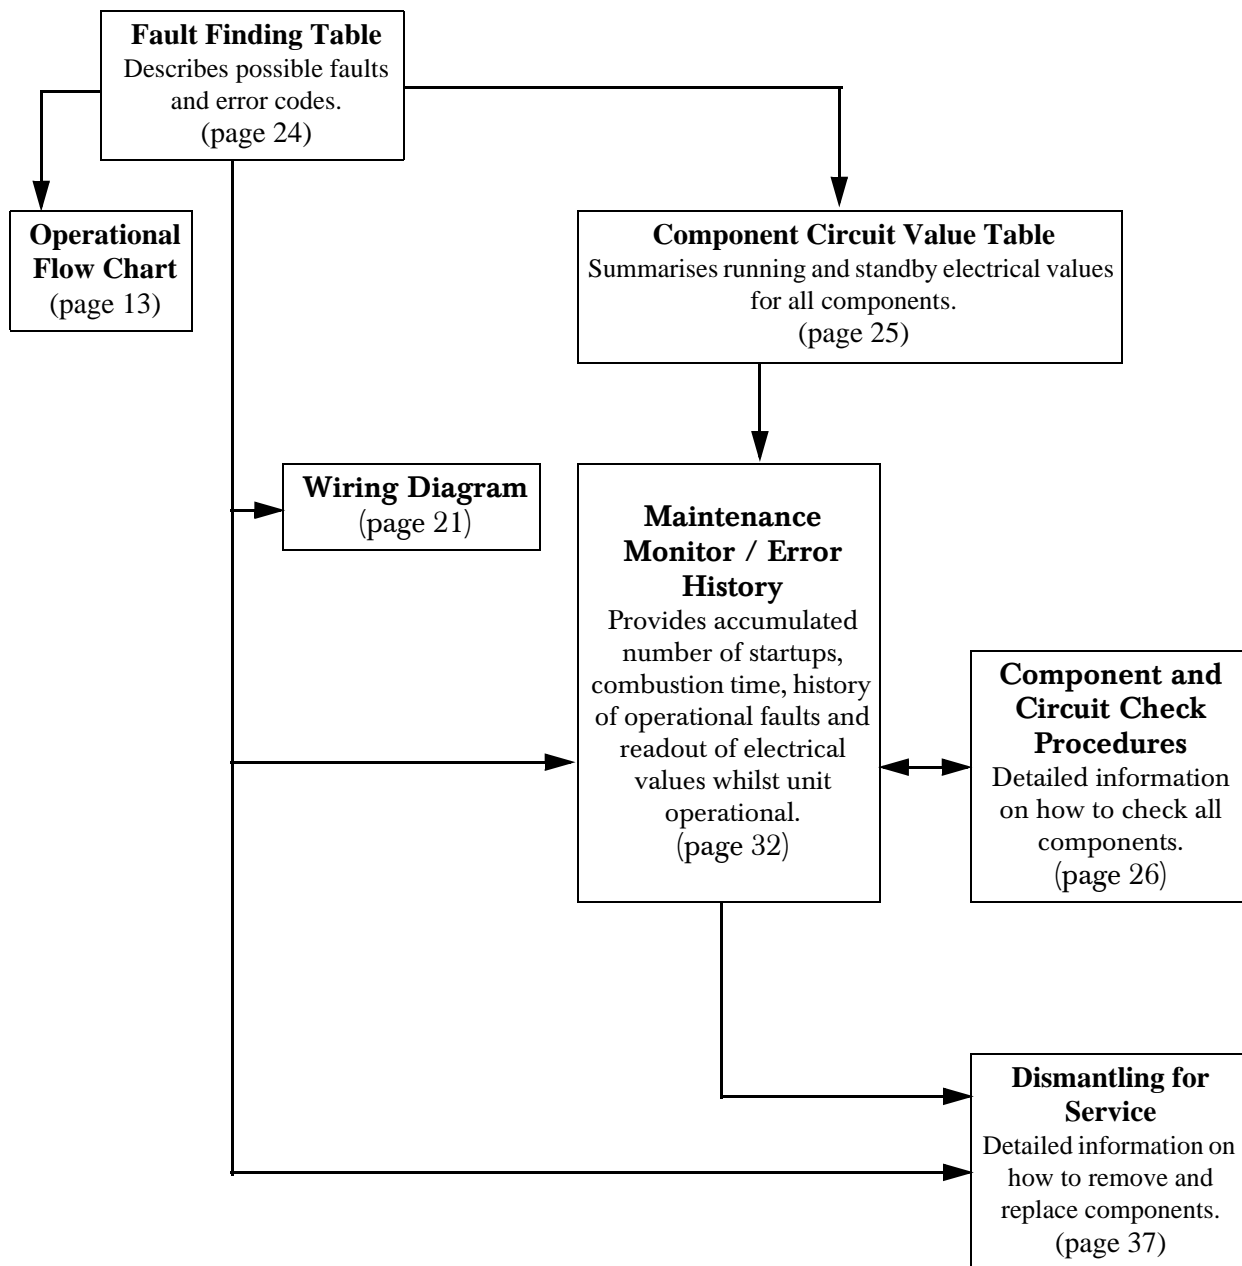 Fault Finding Table
Describes possible faults
and error codes.
(page 24)
Operational
Flow Chart
(page 13)
Component Circuit Value Table
Summarises running and standby electrical values
for all components.
(page 25)
Wiring Diagram
(page 21)
Maintenance
Monitor / Error
History
Provides accumulated
number of startups,
combustion time, history
of operational faults and
readout of electrical
values whilst unit
operational.
(page 32)
Component and
Circuit Check
Procedures
Detailed information
on how to check all
components.
(page 26)
Dismantling for
Service
Detailed information on
how to remove and
replace components.
(page 37)